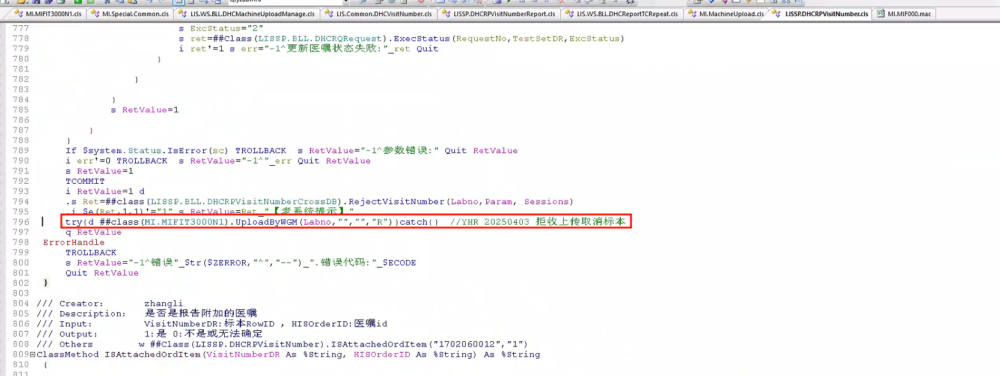 MI.MIFIT3000N1.cls MI.Special.Common.cls LIS.WS.BLL.DHCMachineUploadManage.cls LIS.Common.DHCVisitNumber.cls LISSP.DHCRPVisitNumberReport.cls LIS.WS.BLL.DHCReportTCRepeat.cls MI.MachineUpload.cls LISSP.DHCRPVisitNumber.cls MI.MIF000.mac
777 s ExcStatus="2"
778 s ret=##Class(LISSP.BLL.DHCRQRequest).ExecStatus(RequestNo,TestSetDR,ExcStatus)
779 i ret'=1 s err="-1^更新医嘱状态失败:"_ret Quit
780 }
781
782 }
783
784 }
785 s RetValue=1
786
787 }
788 }
789 If $system.Status.IsError(sc) TROLLBACK s RetValue="-1^参数错误:" Quit RetValue
790 i err'=0 TROLLBACK s RetValue="-1^"_err Quit RetValue
791 s RetValue=1
792 TCOMMIT
793 i RetValue=1 d
794 .s Ret=##class(LISSP.BLL.DHCRPVisitNumberCrossDB).RejectVisitNumber(Labno,Param, Sessions)
795 .i $e(Ret,1,1)'="1" s RetValue=Ret_"【老系统提示】"
796 try{d ##class(MI.MIFIT3000N1).UploadByWGM(Labno,"","","R")}catch{} //YHR 20250403 拒收上传取消标本
797 q RetValue
798 ErrorHandle
799 TROLLBACK
800 s RetValue="-1^错误"_$tr($ZERROR,"^","--")_".错误代码:"_$ECODE
801 Quit RetValue
802 }
803
804 /// Creator: zhangli
805 /// Description: 是否是报告附加的医嘱
806 /// Input: VisitNumberDR:标本RowID , HISOrderID:医嘱id
807 /// Output: 1:是 0:不是或无法确定
808 /// Others w ##Class(LISSP.DHCRPVisitNumber).ISAttachedOrdItem("1702060012","1")
809 ClassMethod ISAttachedOrdItem(VisitNumberDR As %String, HISOrderID As %String) As %String
810 {
811